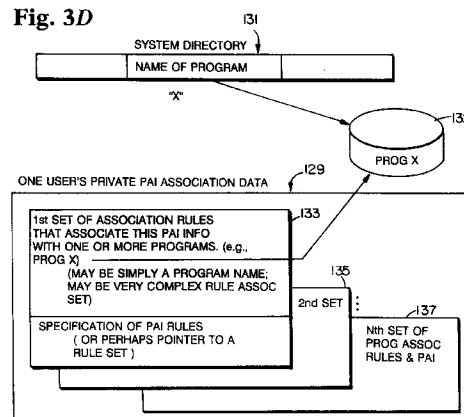 Fig. 3D
131
SYSTEM DIRECTORY
NAME OF PROGRAM
"X"
PROG X
ONE USER'S PRIVATE PAI ASSOCIATION DATA
129
133
1st SET OF ASSOCIATION RULES
THAT ASSOCIATE THIS PAI INFO
WITH ONE OR MORE PROGRAMS. (e.g.,
PROG X)
(MAY BE SIMPLY A PROGRAM NAME;
MAY BE VERY COMPLEX RULE ASSOC
SET)
SPECIFICATION OF PAI RULES
( OR PERHAPS POINTER TO A
RULE SET )
135
2nd SET
137
Nth SET OF
PROG ASSOC
RULES & PAI